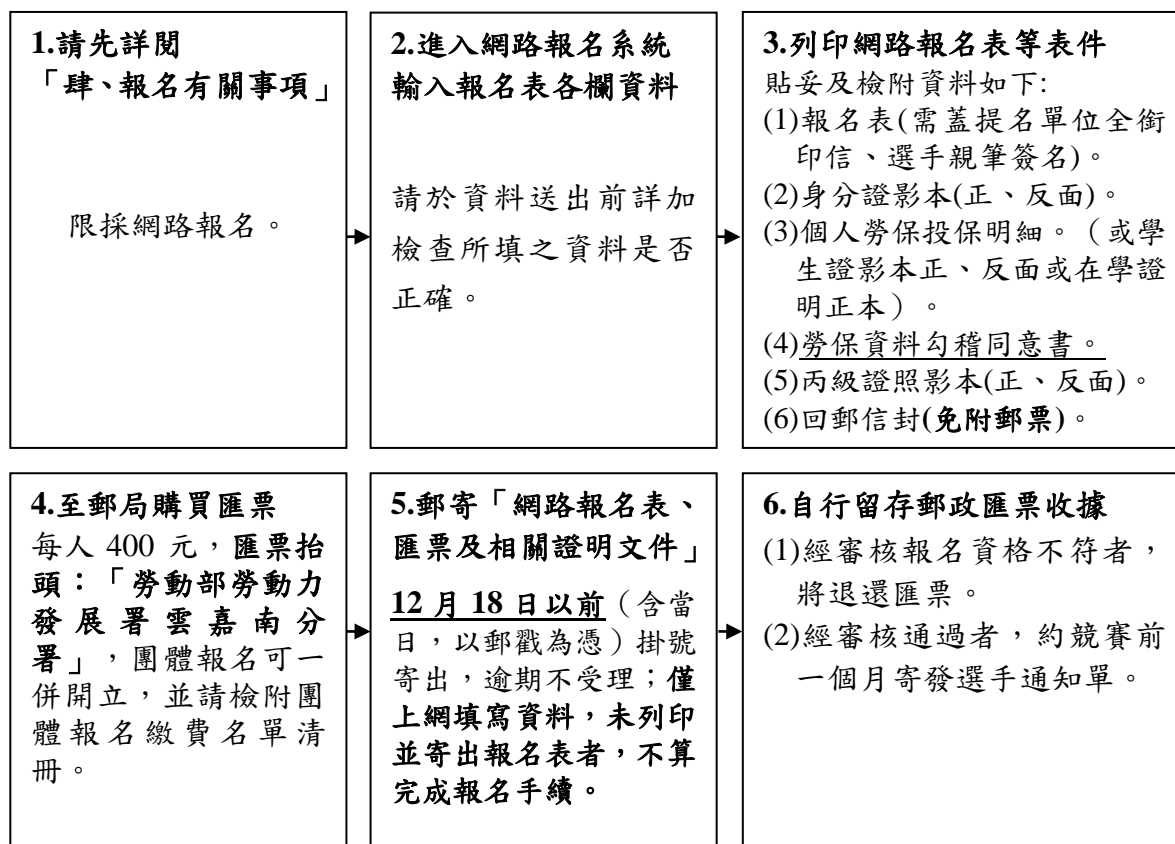 1.請先詳閱
「肆、報名有關事項」
限採網路報名。
2.進入網路報名系統
輸入報名表各欄資料
請於資料送出前詳加
檢查所填之資料是否
正確。
3.列印網路報名表等表件
貼妥及檢附資料如下:
(1)報名表(需蓋提名單位全銜
印信、選手親筆簽名)。
(2)身分證影本(正、反面)。
(3)個人勞保投保明細。（或學
生證影本正、反面或在學證
明正本）。
(4)勞保資料勾稽同意書。
(5)丙級證照影本(正、反面)。
(6)回郵信封(免附郵票)。
4.至郵局購買匯票
每人 400 元，匯票抬
頭：「勞動部勞動力
發展署雲嘉南分
署」，團體報名可一
併開立，並請檢附團
體報名繳費名單清
冊。
5.郵寄「網路報名表、
匯票及相關證明文件」
12 月 18 日以前（含當
日，以郵戳為憑）掛號
寄出，逾期不受理；僅
上網填寫資料，未列印
並寄出報名表者，不算
完成報名手續。
6.自行留存郵政匯票收據
(1)經審核報名資格不符者，
將退還匯票。
(2)經審核通過者，約競賽前
一個月寄發選手通知單。